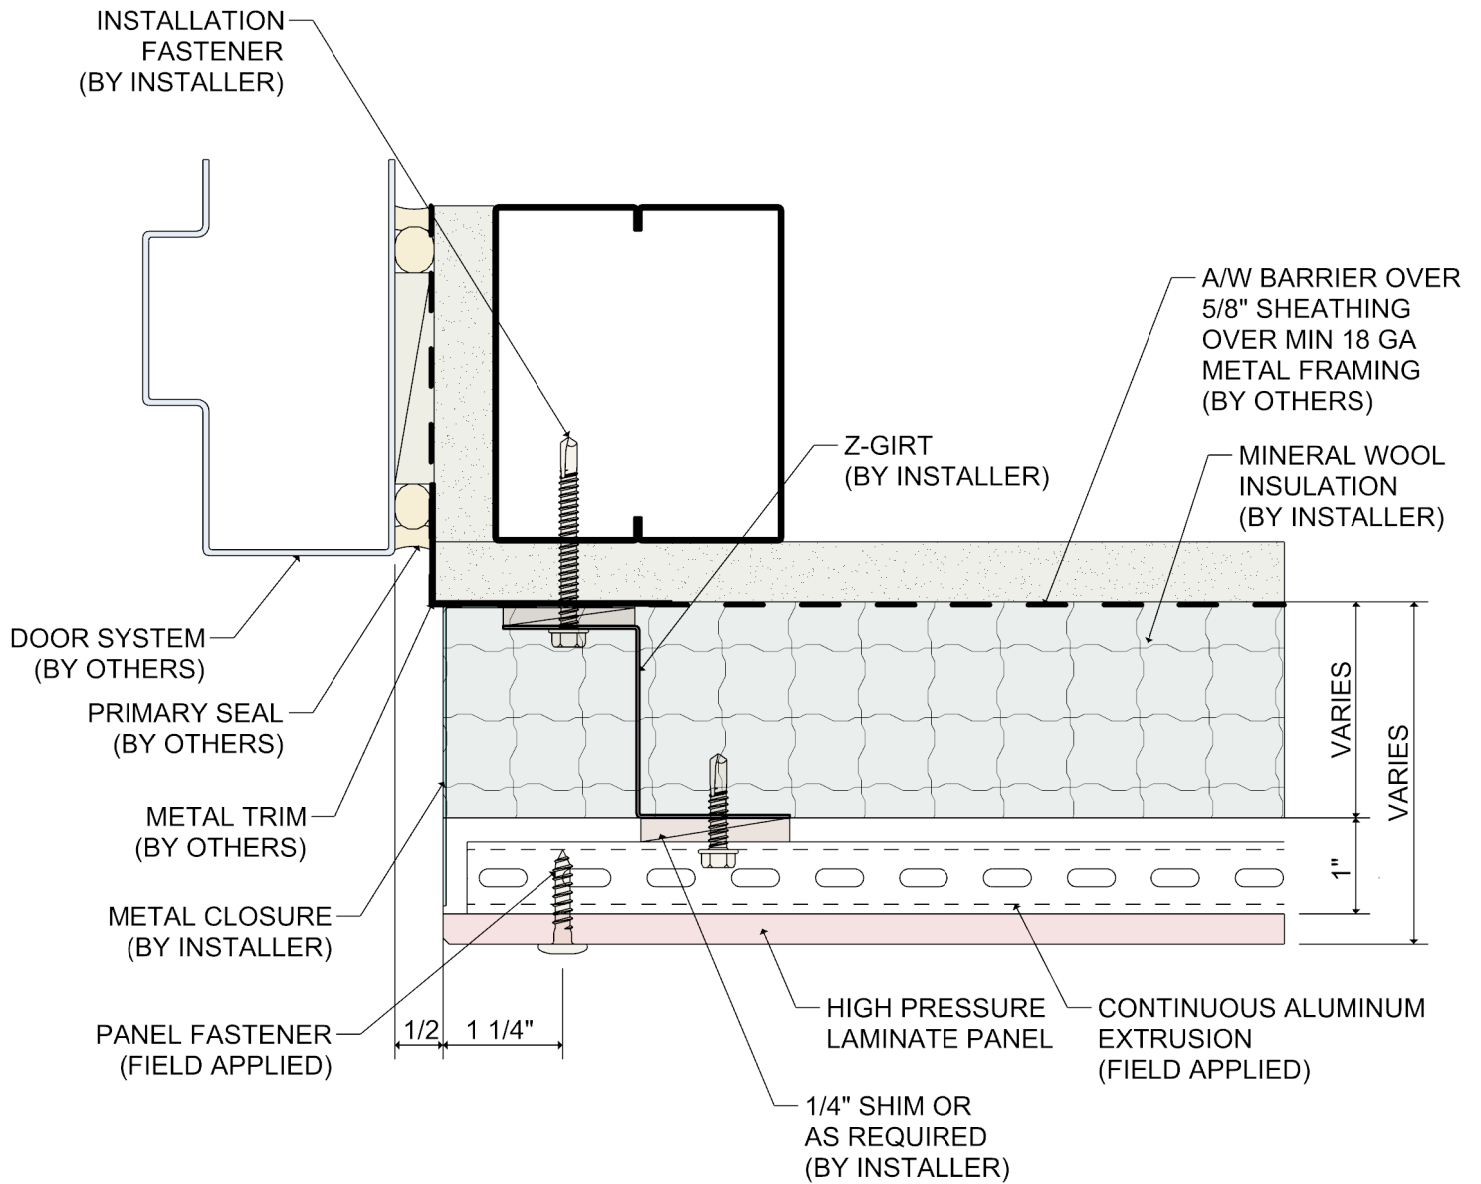 INSTALLATION
FASTENER
(BY INSTALLER)
A/W BARRIER OVER
5/8" SHEATHING
OVER MIN 18 GA
METAL FRAMING
(BY OTHERS)
Z-GIRT
(BY INSTALLER)
MINERAL WOOL
INSULATION
(BY INSTALLER)
DOOR SYSTEM
(BY OTHERS)
PRIMARY SEAL
(BY OTHERS)
METAL TRIM
(BY OTHERS)
METAL CLOSURE
(BY INSTALLER)
PANEL FASTENER
(FIELD APPLIED)
1/2
1 1/4"
VARIES
VARIES
1"
HIGH PRESSURE
LAMINATE PANEL
CONTINUOUS ALUMINUM
EXTRUSION
(FIELD APPLIED)
1/4" SHIM OR
AS REQUIRED
(BY INSTALLER)